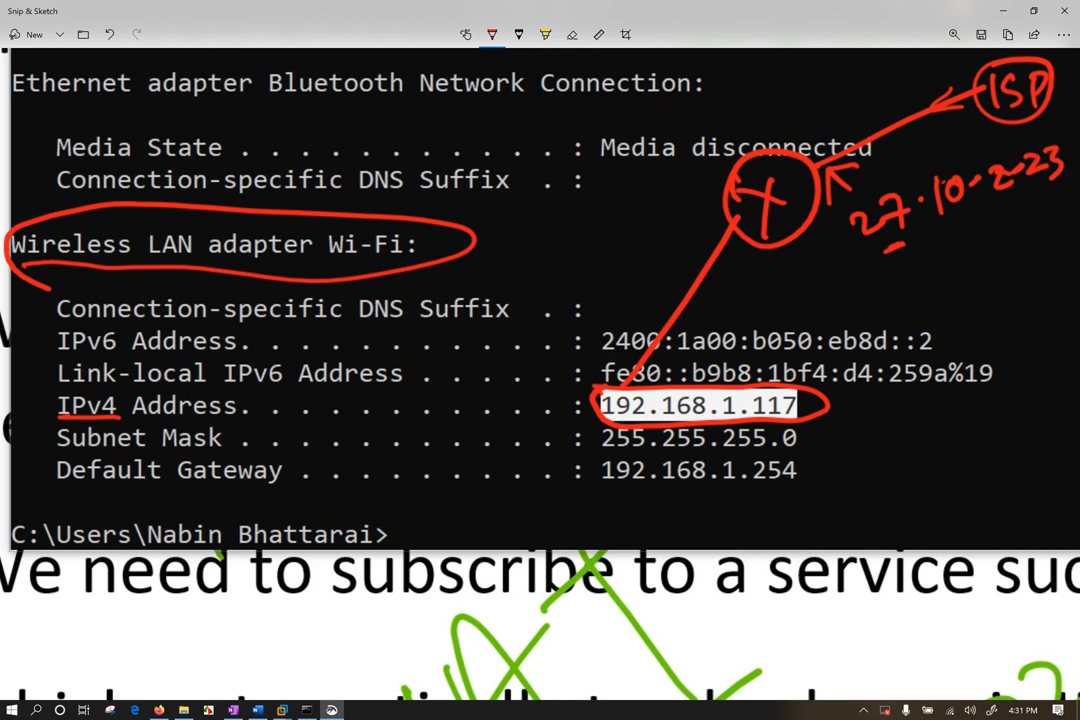 Snip & Sketch
New
Ethernet adapter Bluetooth Network Connection:
ISP
Media State . . . . . . . . . . . : Media disconnected
Connection-specific DNS Suffix . :
27.10.2.23
Wireless LAN adapter Wi-Fi:
Connection-specific DNS Suffix . :
IPv6 Address. . . . . . . . . . . : 2400:1a00:b050:eb8d::2
Link-local IPv6 Address . . . . . : fe80::b9b8:1bf4:d4:259a%19
IPv4 Address. . . . . . . . . . . : 192.168.1.117
Subnet Mask . . . . . . . . . . . : 255.255.255.0
Default Gateway . . . . . . . . . : 192.168.1.254
C:\Users\Nabin Bhattarai>
We need to subscribe to a service
4:31 PM